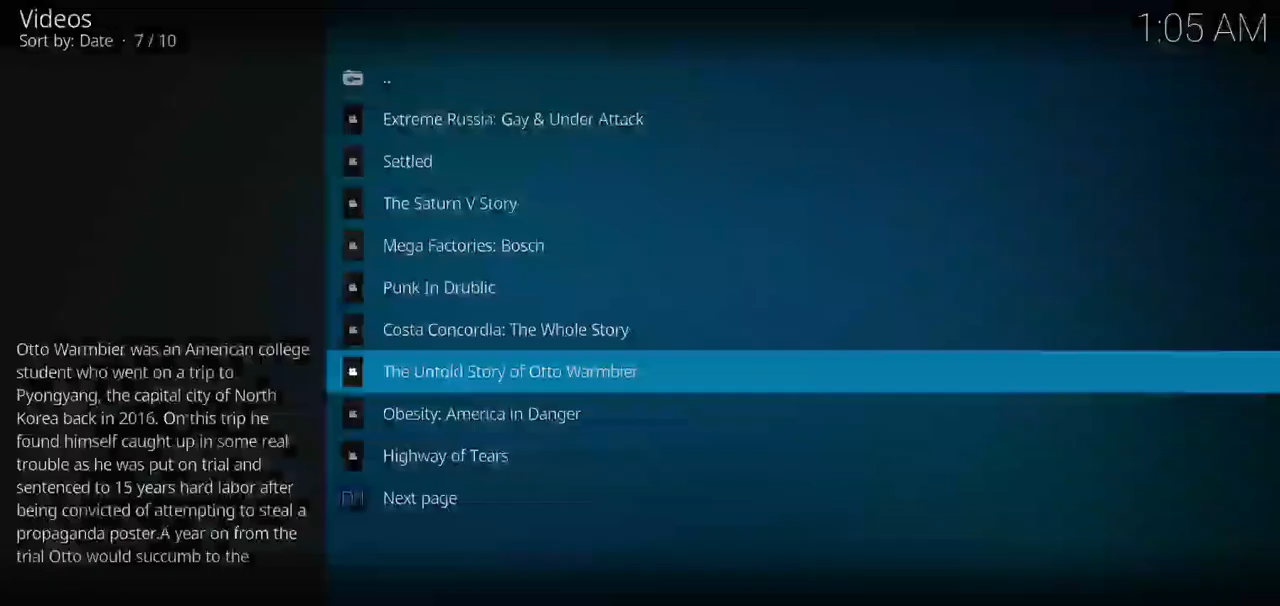 Videos
Sort by: Date · 7 / 10
1:05 AM
..
Extreme Russia: Gay & Under Attack
Settled
The Saturn V Story
Mega Factories: Bosch
Punk In Drublic
Costa Concordia: The Whole Story
The Untold Story of Otto Warmbier
Obesity: America in Danger
Highway of Tears
Next page
Otto Warmbier was an American college
student who went on a trip to
Pyongyang, the capital city of North
Korea back in 2016. On this trip he
found himself caught up in some real
trouble as he was put on trial and
sentenced to 15 years hard labor after
being convicted of attempting to steal a
propaganda poster.A year on from the
trial Otto would succumb to the